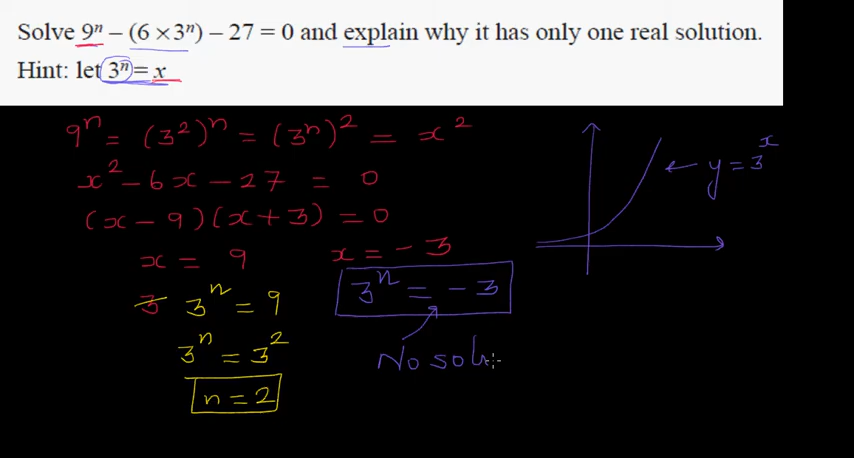 Solve 9ⁿ − (6 × 3ⁿ) − 27 = 0 and explain why it has only one real solution.
Hint: let 3ⁿ = x
9ⁿ = (3²)ⁿ = (3ⁿ)² = x²
x² − 6x − 27 = 0
(x − 9)(x + 3) = 0
x = 9 x = − 3
3 3ⁿ = 9
3ⁿ = 3²
n = 2
3ⁿ = − 3
No solu
y = 3ˣ